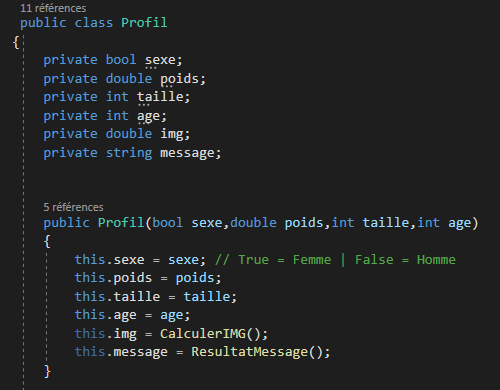 11 références
public class Profil
{
private bool sexe;
private double poids;
private int taille;
private int age;
private double img;
private string message;
5 références
public Profil(bool sexe,double poids,int taille,int age)
{
this.sexe = sexe; // True = Femme | False = Homme
this.poids = poids;
this.taille = taille;
this.age = age;
this.img = CalculerIMG();
this.message = ResultatMessage();
}